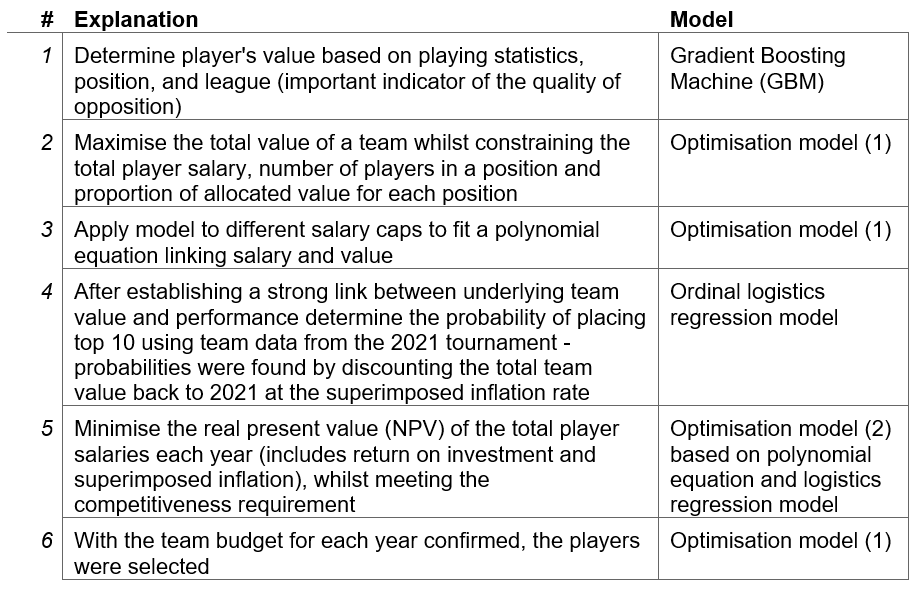 # Explanation Model
1 Determine player's value based on playing statistics, Gradient Boosting
position, and league (important indicator of the quality of Machine (GBM)
opposition)
2 Maximise the total value of a team whilst constraining the Optimisation model (1)
total player salary, number of players in a position and
proportion of allocated value for each position
3 Apply model to different salary caps to fit a polynomial Optimisation model (1)
equation linking salary and value
4 After establishing a strong link between underlying team Ordinal logistics
value and performance determine the probability of placing regression model
top 10 using team data from the 2021 tournament -
probabilities were found by discounting the total team
value back to 2021 at the superimposed inflation rate
5 Minimise the real present value (NPV) of the total player Optimisation model (2)
salaries each year (includes return on investment and based on polynomial
superimposed inflation), whilst meeting the equation and logistics
competitiveness requirement regression model
6 With the team budget for each year confirmed, the players Optimisation model (1)
were selected